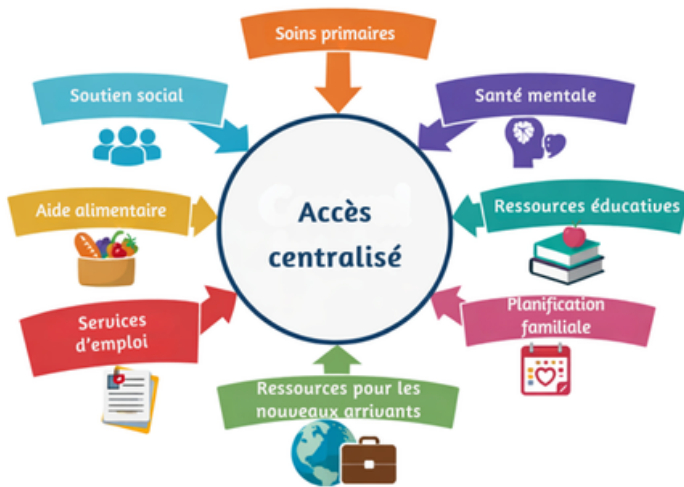 Soins primaires
Soutien social
Santé mentale
Aide alimentaire
Accès
centralisé
Ressources éducatives
Services
d'emploi
Planification
familiale
Ressources pour les
nouveaux arrivants